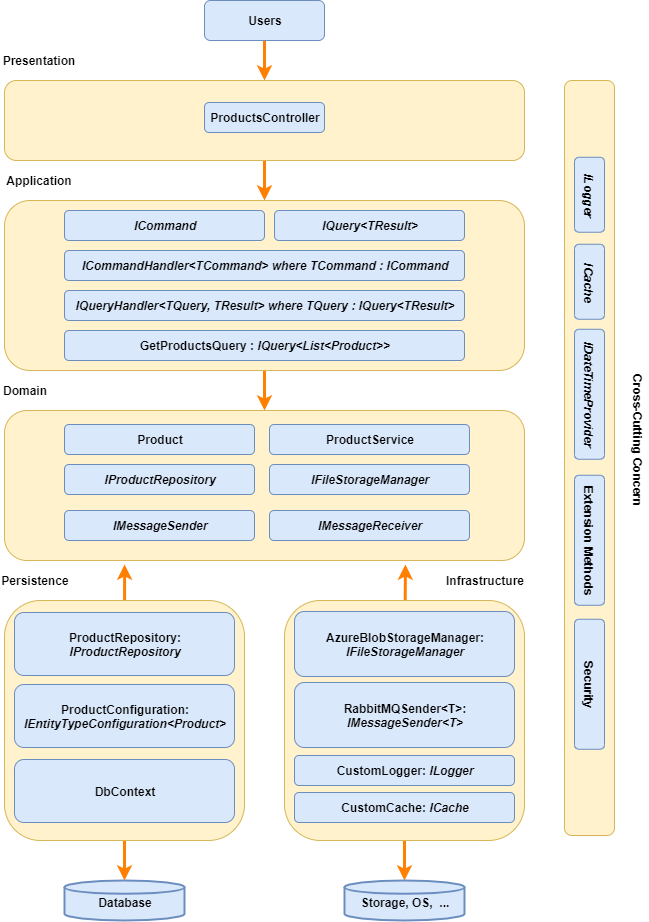 Users
Presentation
ProductsController
Application
ICommand
IQuery<TResult>
ICommandHandler<TCommand> where TCommand : ICommand
IQueryHandler<TQuery, TResult> where TQuery : IQuery<TResult>
GetProductsQuery : IQuery<List<Product>>
Domain
Product
ProductService
IProductRepository
IFileStorageManager
IMessageSender
IMessageReceiver
Persistence
ProductRepository:
IProductRepository
ProductConfiguration:
IEntityTypeConfiguration<Product>
DbContext
Database
Infrastructure
AzureBlobStorageManager:
IFileStorageManager
RabbitMQSender<T>:
IMessageSender<T>
CustomLogger: ILogger
CustomCache: ICache
Storage, OS, ...
ILogger
ICache
IDateTimeProvider
Extension Methods
Security
Cross-Cutting Concern